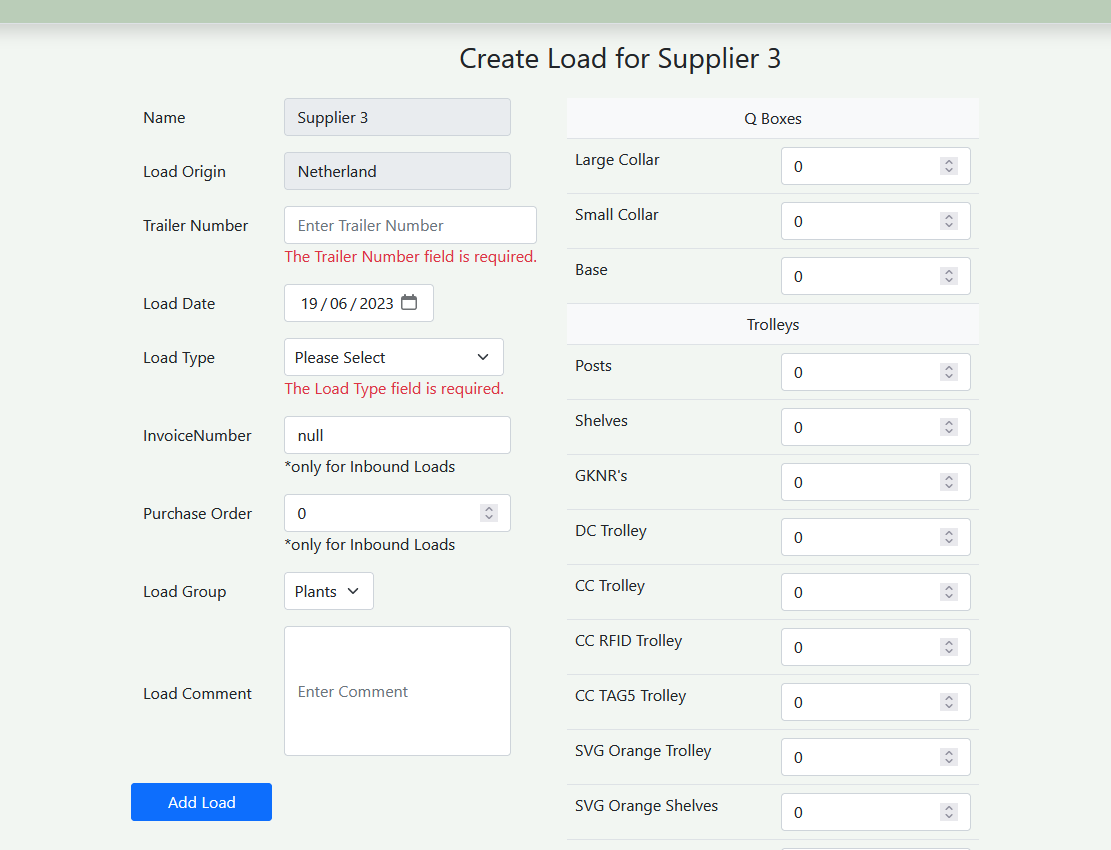 Create Load for Supplier 3
Name
Supplier 3
Load Origin
Netherland
Trailer Number
Enter Trailer Number
The Trailer Number field is required.
Load Date
19/06/2023
Load Type
Please Select
The Load Type field is required.
InvoiceNumber
null
*only for Inbound Loads
Purchase Order
0
*only for Inbound Loads
Load Group
Plants
Load Comment
Enter Comment
Add Load
Q Boxes
Large Collar
0
Small Collar
0
Base
0
Trolleys
Posts
0
Shelves
0
GKNR's
0
DC Trolley
0
CC Trolley
0
CC RFID Trolley
0
CC TAG5 Trolley
0
SVG Orange Trolley
0
SVG Orange Shelves
0